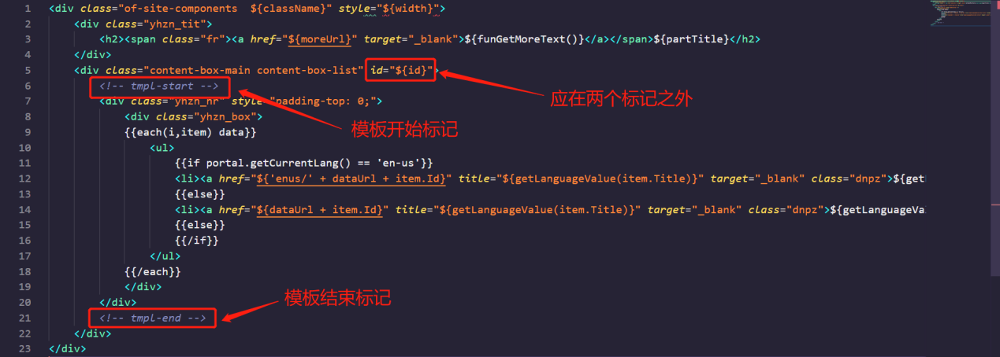 1 <div class="of-site-components  ${className}" style="${width}">
2 <div class="yhzn_tit">
3 <h2><span class="fr"><a href="${moreUrl}" target="_blank">${funGetMoreText()}</a></span>${partTitle}</h2>
4 </div>
5 <div class="content-box-main content-box-list" id="${id}">
6 <!-- tmpl-start -->
应在两个标记之外
7 <div class="yhzn_nr" style="padding-top: 0;">
8 <div class="yhzn_box">
模板开始标记
9 {{each(i,item) data}}
10 <ul>
11 {{if portal.getCurrentLang() == 'en-us'}}
12 <li><a href="${'enus/' + dataUrl + item.Id}" title="${getLanguageValue(item.Title)}" target="_blank" class="dnpz">${get
13 {{else}}
14 <li><a href="${dataUrl + item.Id}" title="${getLanguageValue(item.Title)}" target="_blank" class="dnpz">${getLanguageVa
15 {{else}}
16 {{/if}}
17 </ul>
18 {{/each}}
19 </div>
模板结束标记
20 </div>
21 <!-- tmpl-end -->
22 </div>
23 </div>